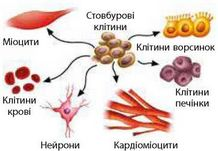 Стовбурові
клітини
Міоцити
Клітини ворсинок
Клітини
крові
Клітини
печінки
Нейрони
Кардіоміоцити